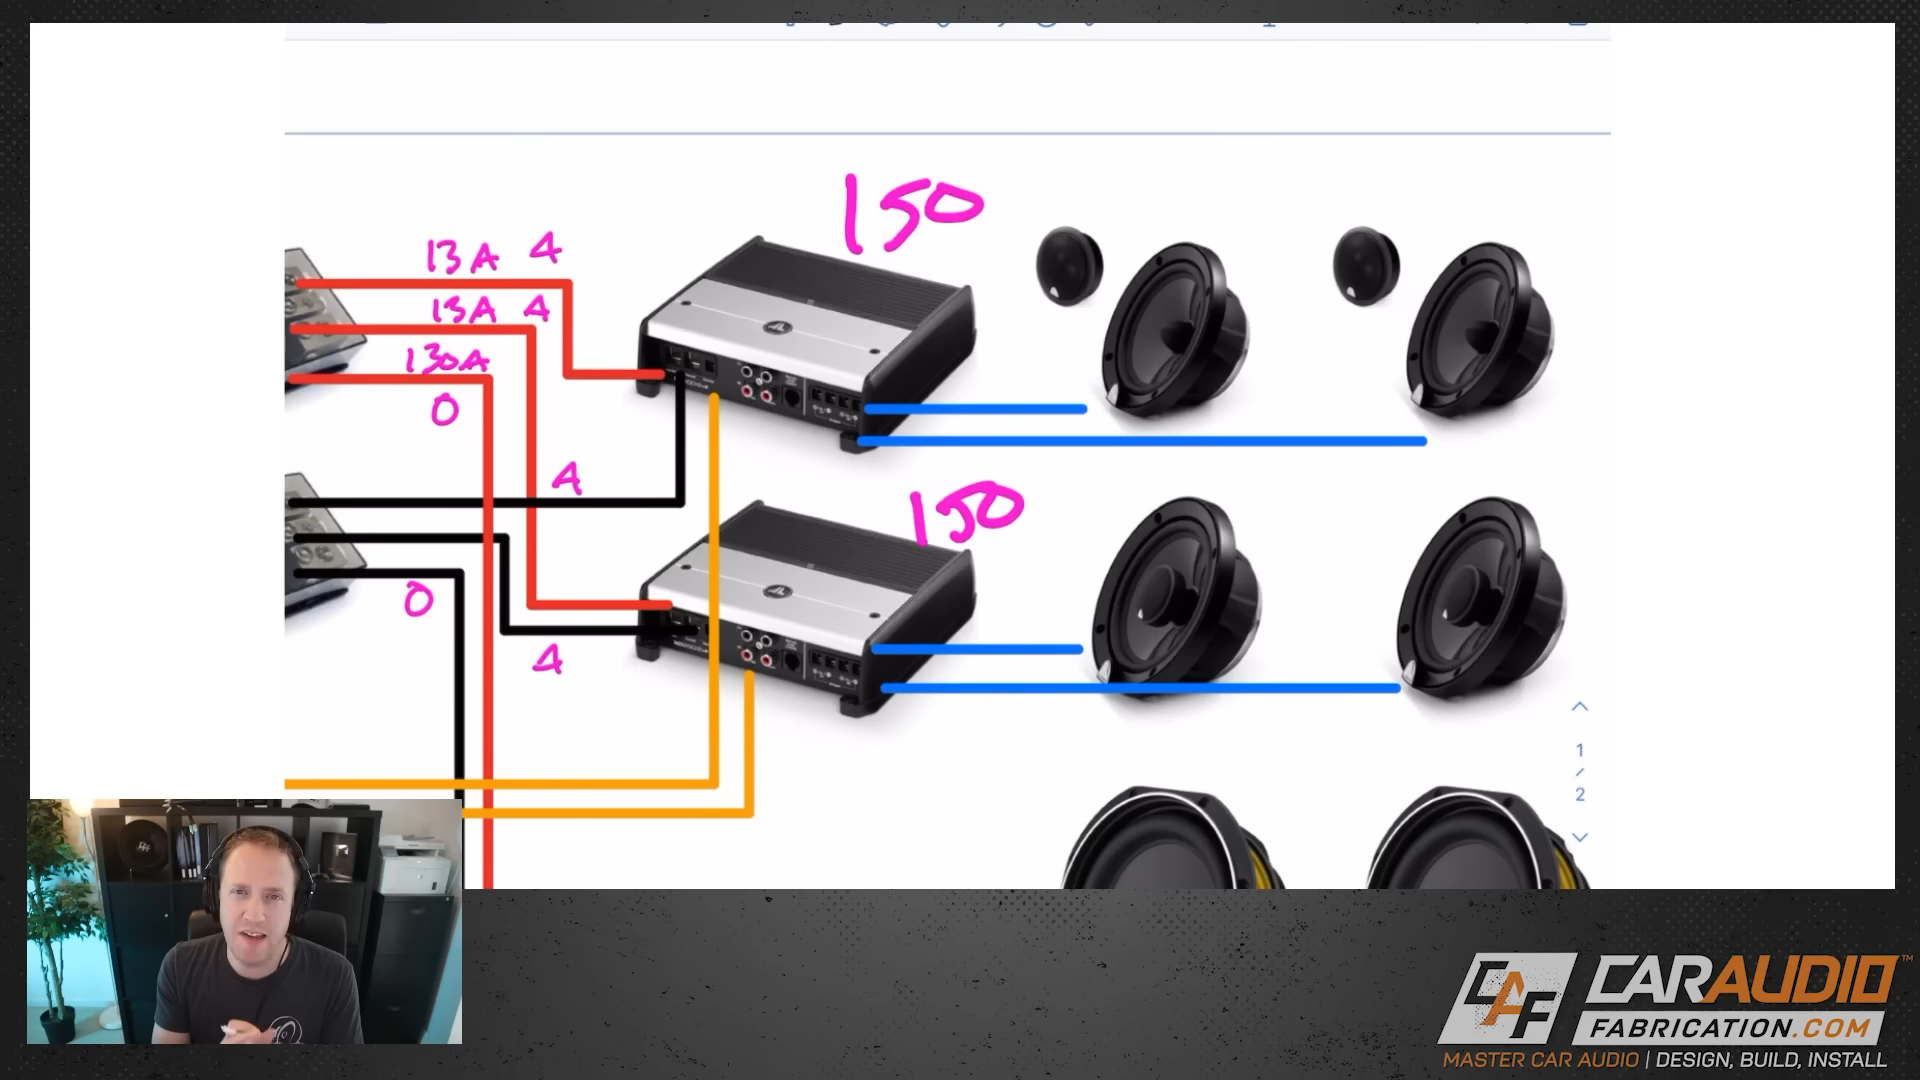 150
13A 4
13A 4
130A
0
4
150
0
4
1
/
2
CAF CARAUDIO™
FABRICATION.COM
MASTER CAR AUDIO | DESIGN, BUILD, INSTALL